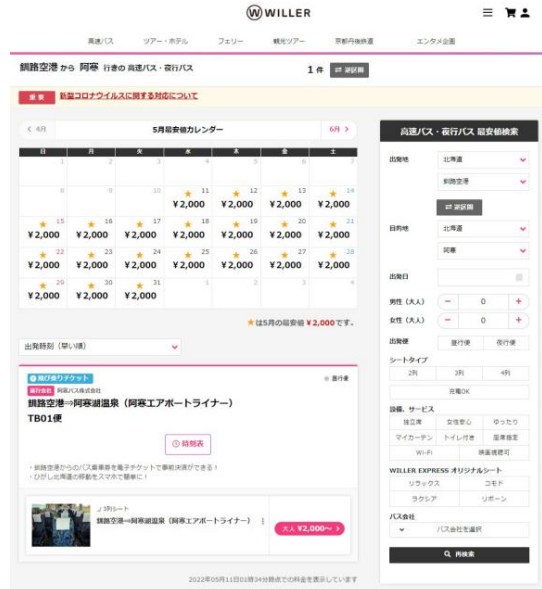 WILLER
高速バス ツアー・ホテル フェリー 観光ツアー 京都丹後鉄道 エンタメ企画
釧路空港 から 阿寒 行きの 高速バス・夜行バス 1 件 ⇄ 逆区間
重要 新型コロナウイルスに関する対応について
< 4月 5月最安値カレンダー 6月 >
日 月 火 水 木 金 土
1 2 3 4 5 6 7
8 9 10 ★ 11 ★ 12 ★ 13 ★ 14
¥2,000 ¥2,000 ¥2,000 ¥2,000
★ 15 ★ 16 ★ 17 ★ 18 ★ 19 ★ 20 ★ 21
¥2,000 ¥2,000 ¥2,000 ¥2,000 ¥2,000 ¥2,000 ¥2,000
★ 22 ★ 23 ★ 24 ★ 25 ★ 26 ★ 27 ★ 28
¥2,000 ¥2,000 ¥2,000 ¥2,000 ¥2,000 ¥2,000 ¥2,000
★ 29 ★ 30 ★ 31 1 2 3 4
¥2,000 ¥2,000 ¥2,000
★は5月の最安値 ¥2,000です。
出発時刻（早い順）
飛び乗りチケット 昼行便
運行会社 阿寒バス株式会社
釧路空港⇒阿寒湖温泉（阿寒エアポートライナー）
TB01便
時刻表
・釧路空港からのバス乗車券を電子チケットで事前決済ができる！
・ひがし北海道の移動をスマホで簡単に！
3列シート
釧路空港⇒阿寒湖温泉（阿寒エアポートライナー）
大人 ¥2,000～ >
2022年05月11日01時34分時点での料金を表示しています
高速バス・夜行バス 最安値検索
出発地 北海道
釧路空港
⇄ 逆区間
目的地 北海道
阿寒
出発日
男性（大人） － 0 ＋
女性（大人） － 0 ＋
出発便 昼行便 夜行便
シートタイプ
2列 3列 4列
充電OK
設備、サービス
独立席 女性安心 ゆったり
マイカーテン トイレ付き 座席指定
Wi-Fi 映画視聴可
WILLER EXPRESS オリジナルシート
リラックス コモド
ラクシア リボーン
バス会社
バス会社を選択
再検索